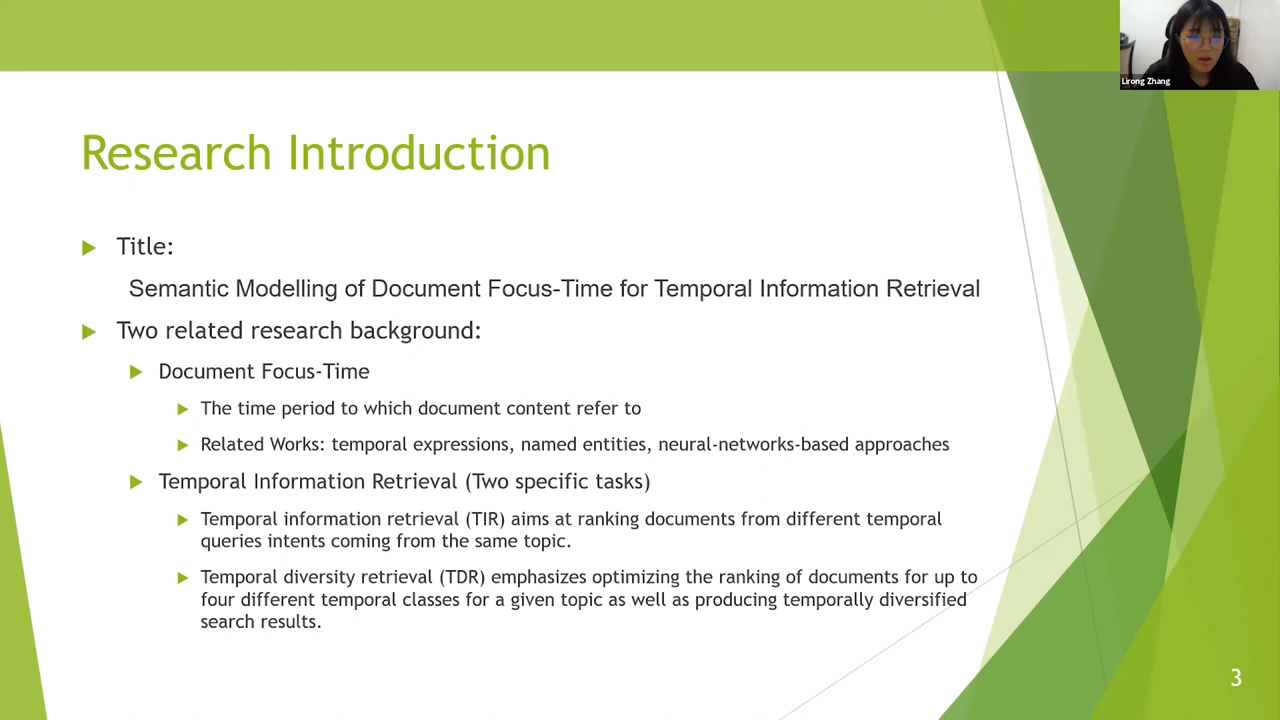 Lirong Zhang
Research Introduction
Title:
Semantic Modelling of Document Focus-Time for Temporal Information Retrieval
Two related research background:
Document Focus-Time
The time period to which document content refer to
Related Works: temporal expressions, named entities, neural-networks-based approaches
Temporal Information Retrieval (Two specific tasks)
Temporal information retrieval (TIR) aims at ranking documents from different temporal
queries intents coming from the same topic.
Temporal diversity retrieval (TDR) emphasizes optimizing the ranking of documents for up to
four different temporal classes for a given topic as well as producing temporally diversified
search results.
3